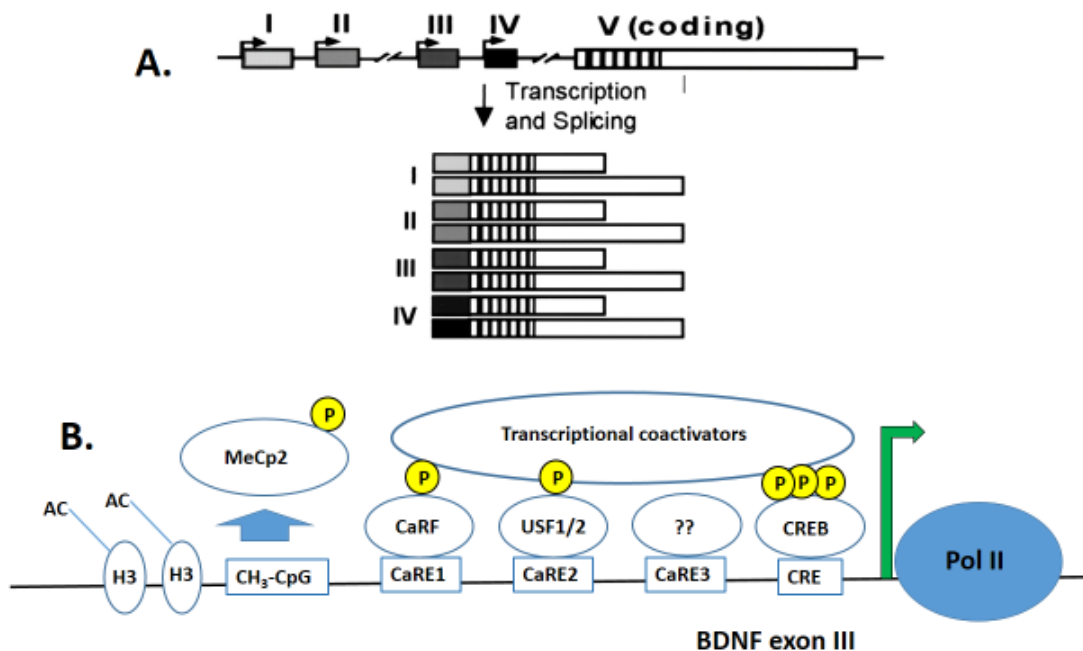 I II III IV V (coding)
A.
Transcription
and Splicing
I
II
III
IV
B.
P
MeCp2
Transcriptional coactivators
P P P P P
AC AC
CaRF USF1/2 ?? CREB
H3 H3 CH₃-CpG CaRE1 CaRE2 CaRE3 CRE
Pol II
BDNF exon III